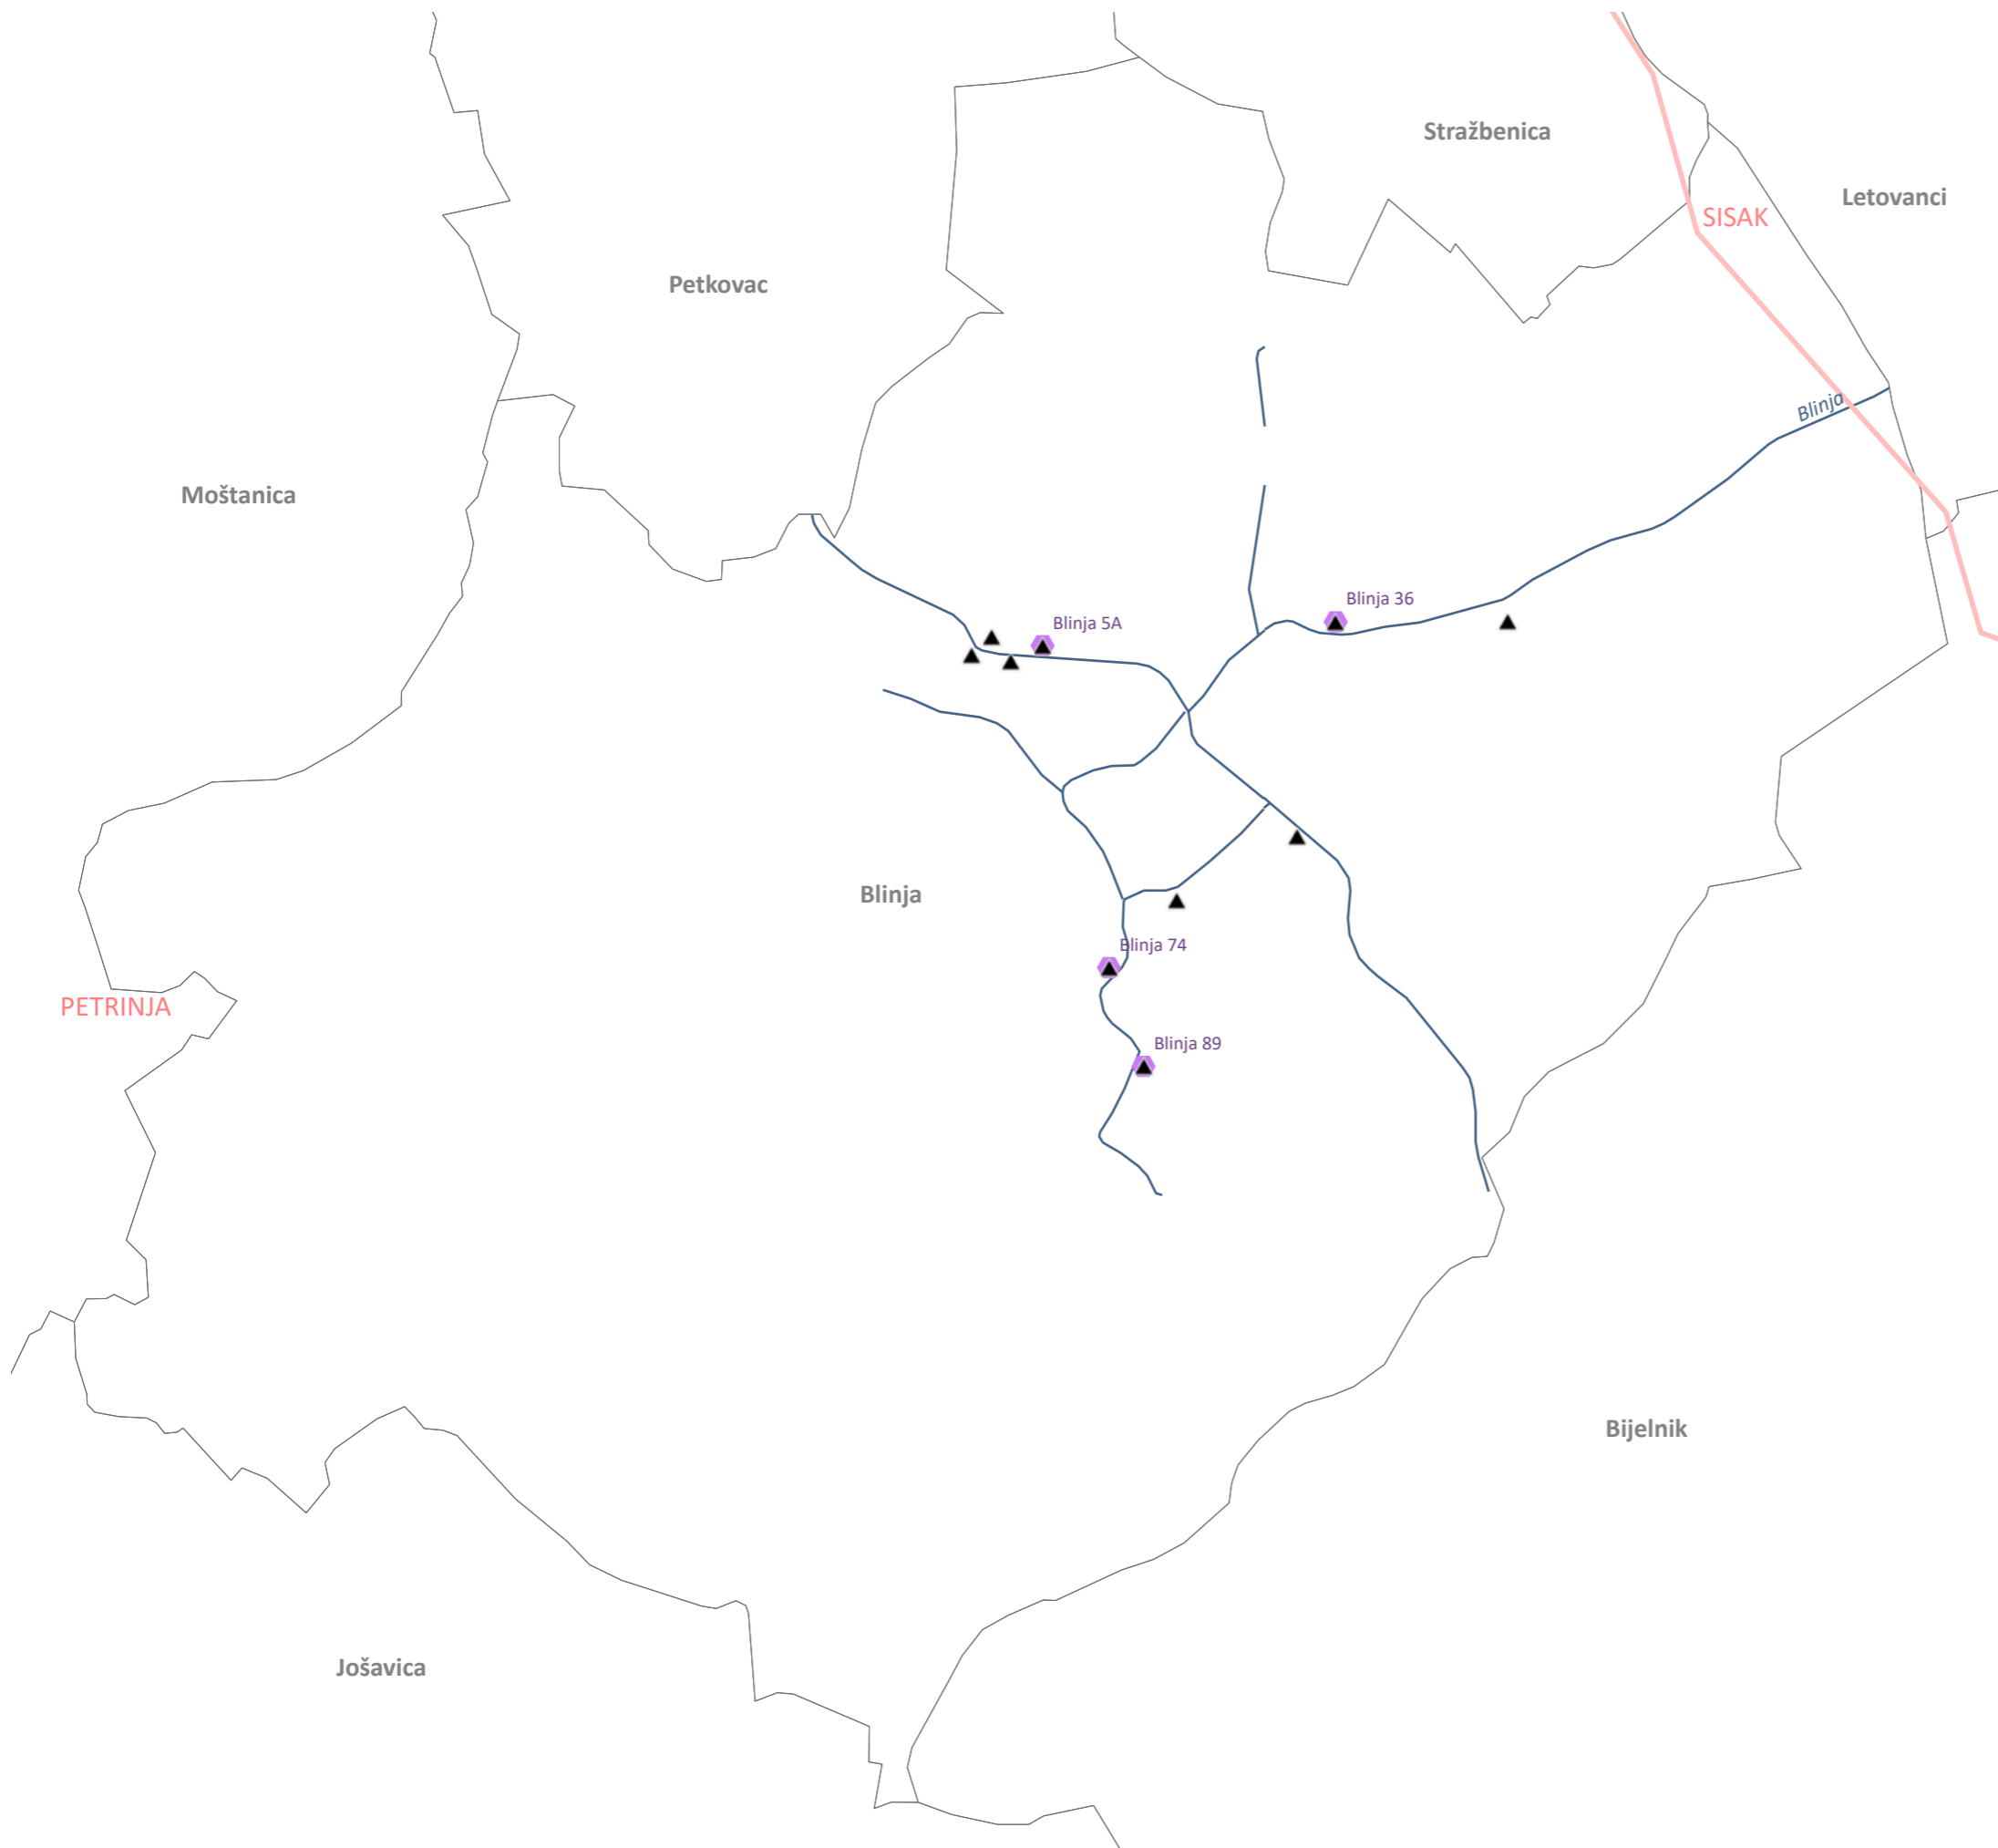 Stražbenica
Letovanci
SISAK
Petkovac
Blinja
Moštanica
Blinja 36
Blinja 5A
Blinja
Blinja 74
PETRINJA
Blinja 89
Bijelnik
Jošavica